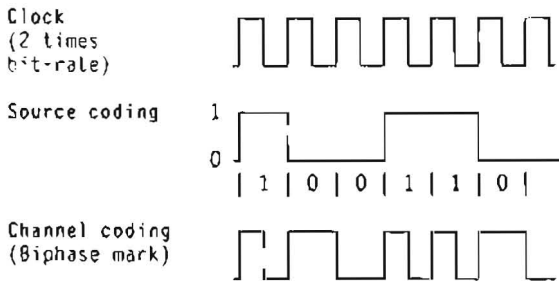 Clock
(2 times
bit-rate)
Source coding
1
0
| 1 | 0 | 0 | 1 | 1 | 0 |
Channel coding
(Biphase mark)